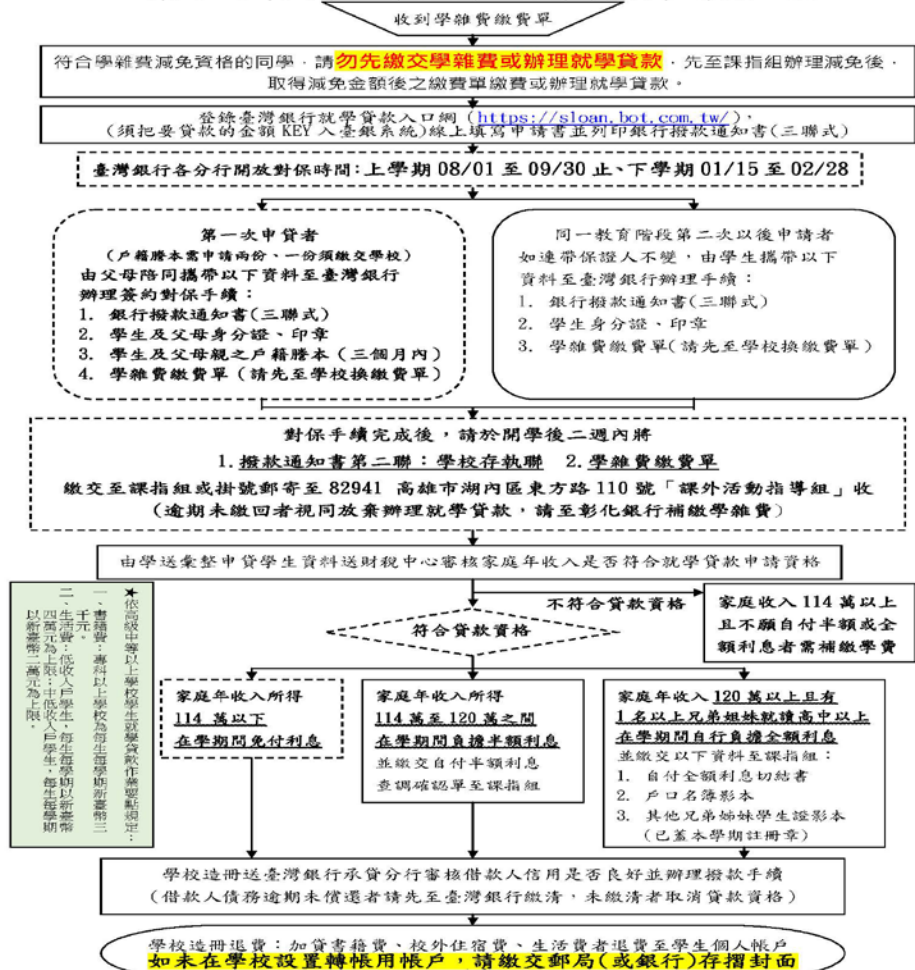 收到學雜費繳費單
符合學雜費減免資格的同學，請勿先繳交學雜費或辦理就學貸款，先至課指組辦理減免後，
取得減免金額後之繳費單繳費或辦理就學貸款。
登錄臺灣銀行就學貸款入口網 (https://sloan.bot.com.tw/)，
(須把要貸款的金額 KEY 入臺銀系統)線上填寫申請書並列印銀行撥款通知書(三聯式)
臺灣銀行各分行開放對保時間：上學期 08/01 至 09/30 止、下學期 01/15 至 02/28
第一次申貸者
(戶籍謄本需申請兩份、一份須繳交學校)
由父母陪同攜帶以下資料至臺灣銀行
辦理簽約對保手續：
1. 銀行撥款通知書(三聯式)
2. 學生及父母身分證、印章
3. 學生及父母親之戶籍謄本（三個月內）
4. 學雜費繳費單（請先至學校換繳費單）
同一教育階段第二次以後申請者
如連帶保證人不變，由學生攜帶以下
資料至臺灣銀行辦理手續：
1. 銀行撥款通知書(三聯式)
2. 學生身分證、印章
3. 學雜費繳費單(請先至學校換繳費單)
對保手續完成後，請於開學後二週內將
1.撥款通知書第二聯：學校存執聯 2.學雜費繳費單
繳交至課指組或掛號郵寄至 82941 高雄市湖內區東方路 110 號「課外活動指導組」收
(逾期未繳回者視同放棄辦理就學貸款，請至彰化銀行補繳學雜費)
由學送彙整申貸學生資料送財稅中心審核家庭年收入是否符合就學貸款申請資格
★依高級中等以上學校學生就學貸款作業要點規定：
一、書籍費：專科以上學校為每生每學期新臺幣三
千元。
二、生活費：低收入戶學生，每生每學期以新臺幣
四萬元為上限；中低收入戶學生，每生每學期
以新臺幣二萬元為上限。
不符合貸款資格
符合貸款資格
家庭收入 114 萬以上
且不願自付半額或全
額利息者需補繳學費
家庭年收入所得
114 萬以下
在學期間免付利息
家庭年收入所得
114 萬至 120 萬之間
在學期間負擔半額利息
並繳交自付半額利息
查調確認單至課指組
家庭年收入 120 萬以上且有
1 名以上兄弟姐妹就讀高中以上
在學期間自行負擔全額利息
並繳交以下資料至課指組：
1. 自付全額利息切結書
2. 戶口名簿影本
3. 其他兄弟姊妹學生證影本
(已蓋本學期註冊章)
學校造冊送臺灣銀行承貸分行審核借款人信用是否良好並辦理撥款手續
(借款人債務逾期未償還者請先至臺灣銀行繳清，未繳清者取消貸款資格)
學校造冊退費：加貸書籍費、校外住宿費、生活費者退費至學生個人帳戶
如未在學校設置轉帳用帳戶，請繳交郵局(或銀行)存摺封面